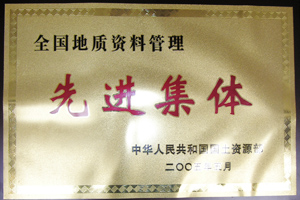 全国地质资料管理
先进集体
中华人民共和国国土资源部
二〇〇 年 月